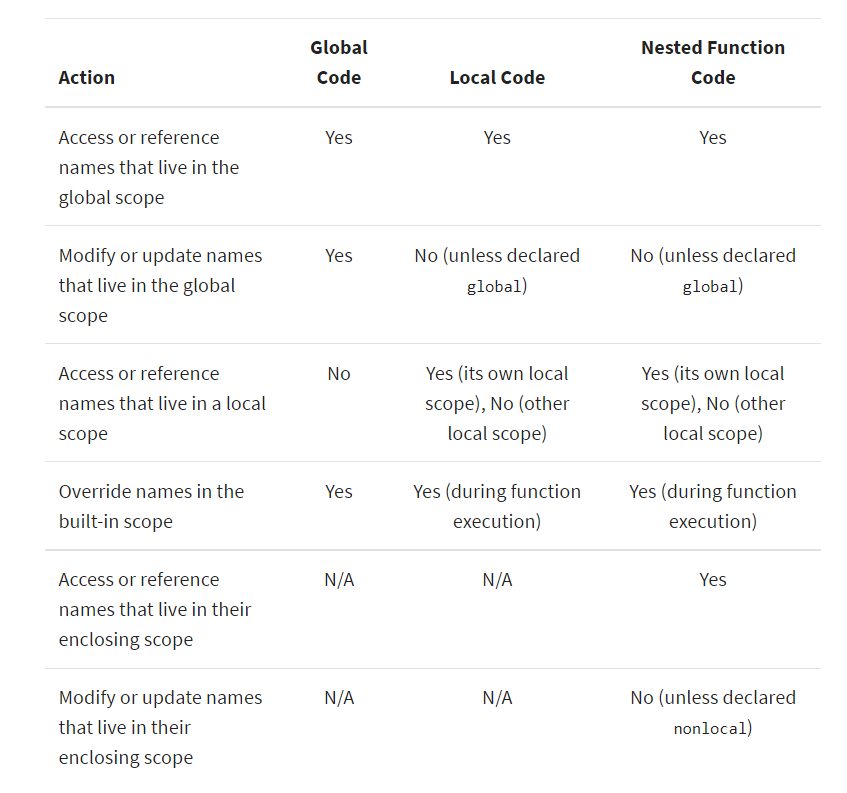 Action Global Code Local Code Nested Function Code
Access or reference names that live in the global scope Yes Yes Yes
Modify or update names that live in the global scope Yes No (unless declared global) No (unless declared global)
Access or reference names that live in a local scope No Yes (its own local scope), No (other local scope) Yes (its own local scope), No (other local scope)
Override names in the built-in scope Yes Yes (during function execution) Yes (during function execution)
Access or reference names that live in their enclosing scope N/A N/A Yes
Modify or update names that live in their enclosing scope N/A N/A No (unless declared nonlocal)